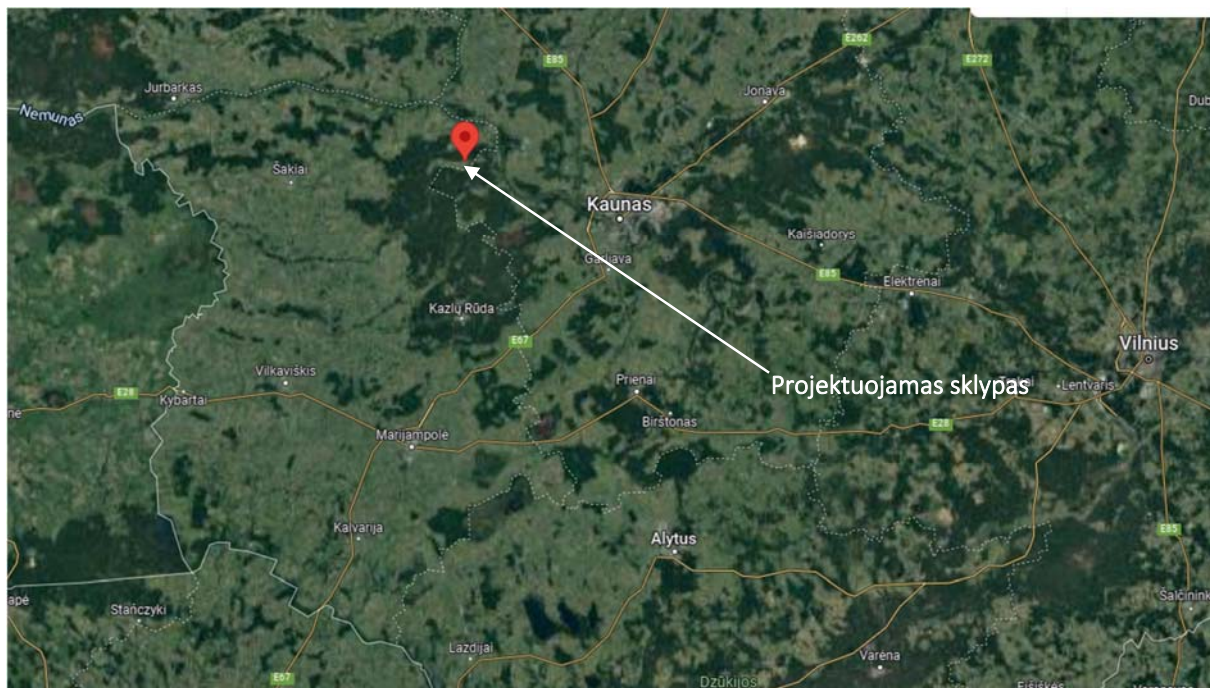 E262
E85
E272
Jurbarkas
Jonava
Nemunas
Šakiai
Kaunas
Kaišiadorys
Garliava
E85
Elektrėnai
Kazlų Rūda
E67
Vilnius
Vilkaviškis
Prienai
Projektuojamas sklypas
Lentvaris
E28
Kybartai
Birštonas
E28
Marijampolė
Kalvarija
Alytus
E85
Stańczyki
Lazdijai
Varėna
E67
Dzūkijos